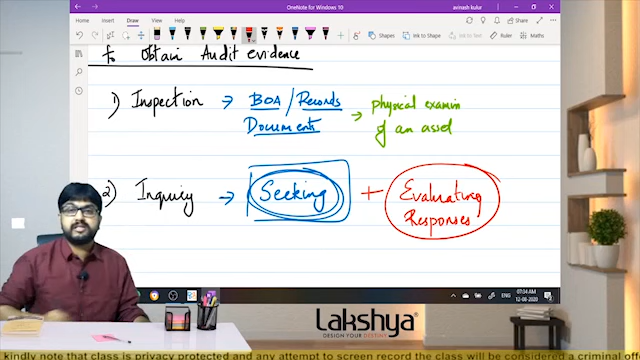 OneNote for Windows 10
avinash kulur
Home Insert Draw View Help
Share
Shapes Ink to Shape Ink to Text Math Ruler
to Obtain Audit evidence
1) Inspection → BOA / Records → physical examin
Documents of an asset
2) Inquiry → Seeking + Evaluating
Responses
ENG
07:04 AM
12-08-2020
Lakshya
DESIGN YOUR DESTINY
kindly note that class is privacy protected and any attempt to screen record the class will be considered a criminal off